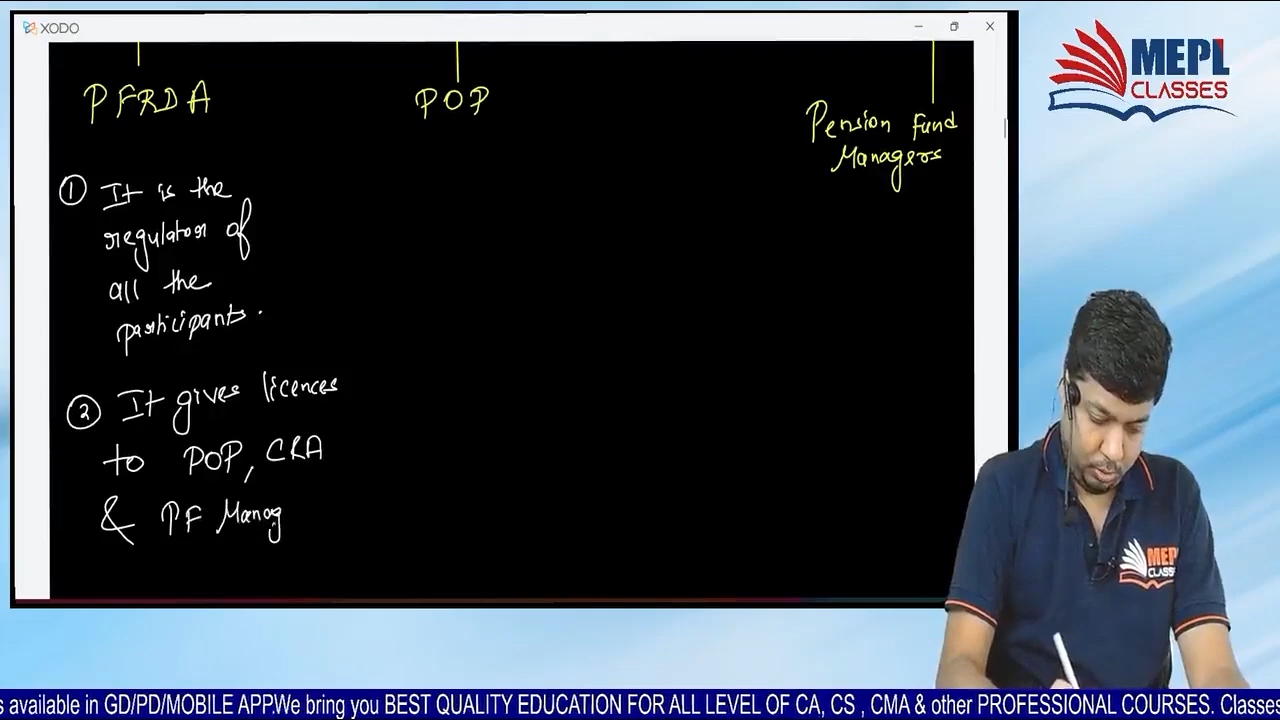 XODO
MEPL
CLASSES
PFRDA
POP
Pension Fund
Managers
① It is the
regulator of
all the
participants.
② It gives licences
to POP, CRA
& PF Manag
MEPL
CLASSE
s available in GD/PD/MOBILE APP.We bring you BEST QUALITY EDUCATION FOR ALL LEVEL OF CA, CS , CMA & other PROFESSIONAL COURSES. Classes